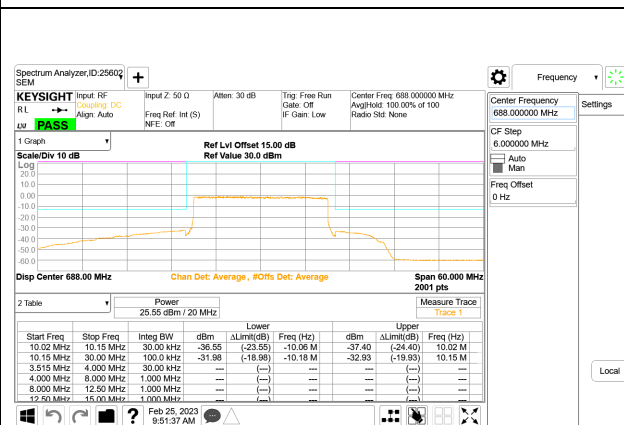 Spectrum Analyzer,ID:25602
SEM
Frequency
KEYSIGHT Input: RF Input Z: 50 Ω Atten: 30 dB Trig: Free Run Center Freq: 688.000000 MHz
RL Coupling: DC Gate: Off Avg|Hold: 100.00% of 100
Align: Auto Freq Ref: Int (S) IF Gain: Low Radio Std: None
PASS NFE: Off
Center Frequency
688.000000 MHz
Settings
CF Step
6.000000 MHz
Auto
Man
Freq Offset
0 Hz
1 Graph
Ref Lvl Offset 15.00 dB
Scale/Div 10 dB Ref Value 30.0 dBm
Log
20.0
10.0
0.00
-10.0
-20.0
-30.0
-40.0
-50.0
-60.0
Disp Center 688.00 MHz Chan Det: Average , #Offs Det: Average Span 60.000 MHz
2001 pts
2 Table Power Measure Trace
25.55 dBm / 20 MHz Trace 1
Lower Upper
Start Freq Stop Freq Integ BW dBm ΔLimit(dB) Freq (Hz) dBm ΔLimit(dB) Freq (Hz)
10.02 MHz 10.15 MHz 30.00 kHz -36.55 (-23.55) -10.06 M -37.40 (-24.40) 10.02 M
10.15 MHz 30.00 MHz 100.0 kHz -31.98 (-18.98) -10.18 M -32.93 (-19.93) 10.15 M
3.515 MHz 4.000 MHz 30.00 kHz --- (---) --- --- (---) ---
4.000 MHz 8.000 MHz 1.000 MHz --- (---) --- --- (---) ---
8.000 MHz 12.50 MHz 1.000 MHz --- (---) --- --- (---) ---
12.50 MHz 15.00 MHz 1.000 MHz --- (---) --- --- (---) ---
Local
? Feb 25, 2023
9:51:37 AM